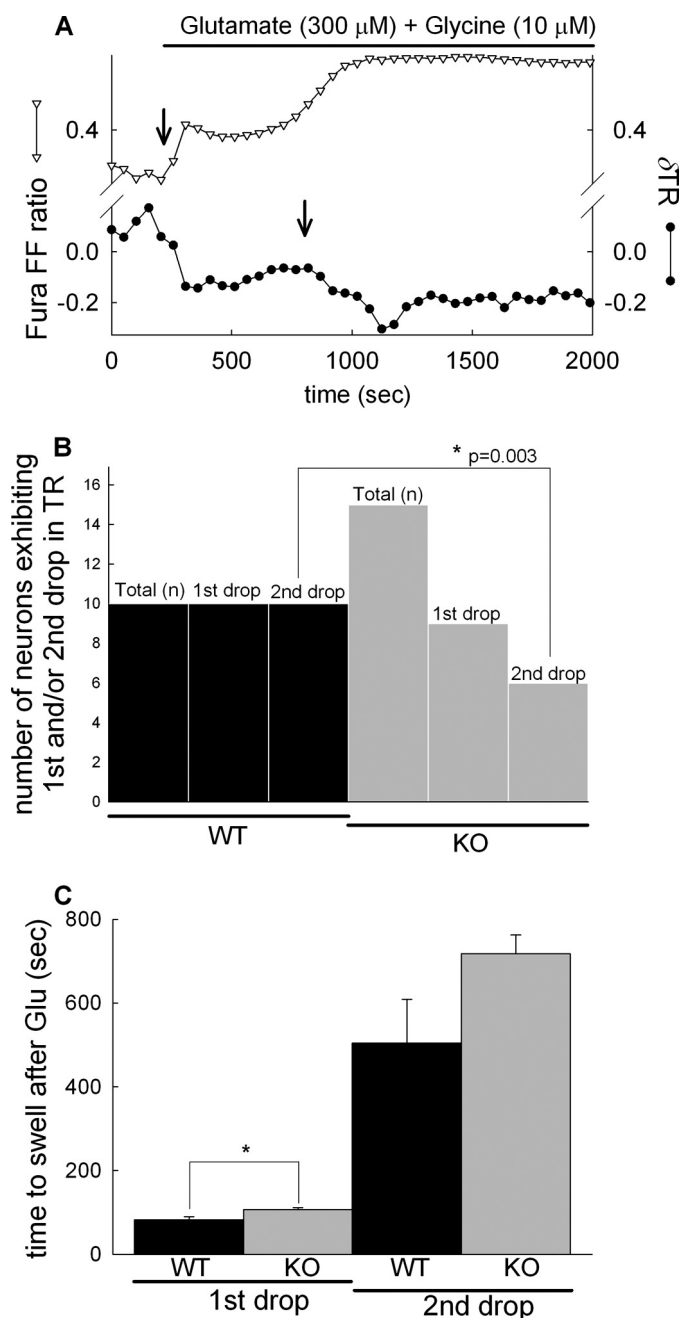 A
Glutamate (300 μM) + Glycine (10 μM)
Fura FF ratio
0.4
0.0
-0.2
0.4
0.0
-0.2
δTR
0
500
1000
1500
2000
time (sec)
B
* p=0.003
number of neurons exhibiting
1st and/or 2nd drop in TR
16
14
12
10
8
6
4
2
0
Total (n)
1st drop
2nd drop
Total (n)
1st drop
2nd drop
WT
KO
C
time to swell after Glu (sec)
800
600
400
200
0
*
WT
KO
WT
KO
1st drop
2nd drop